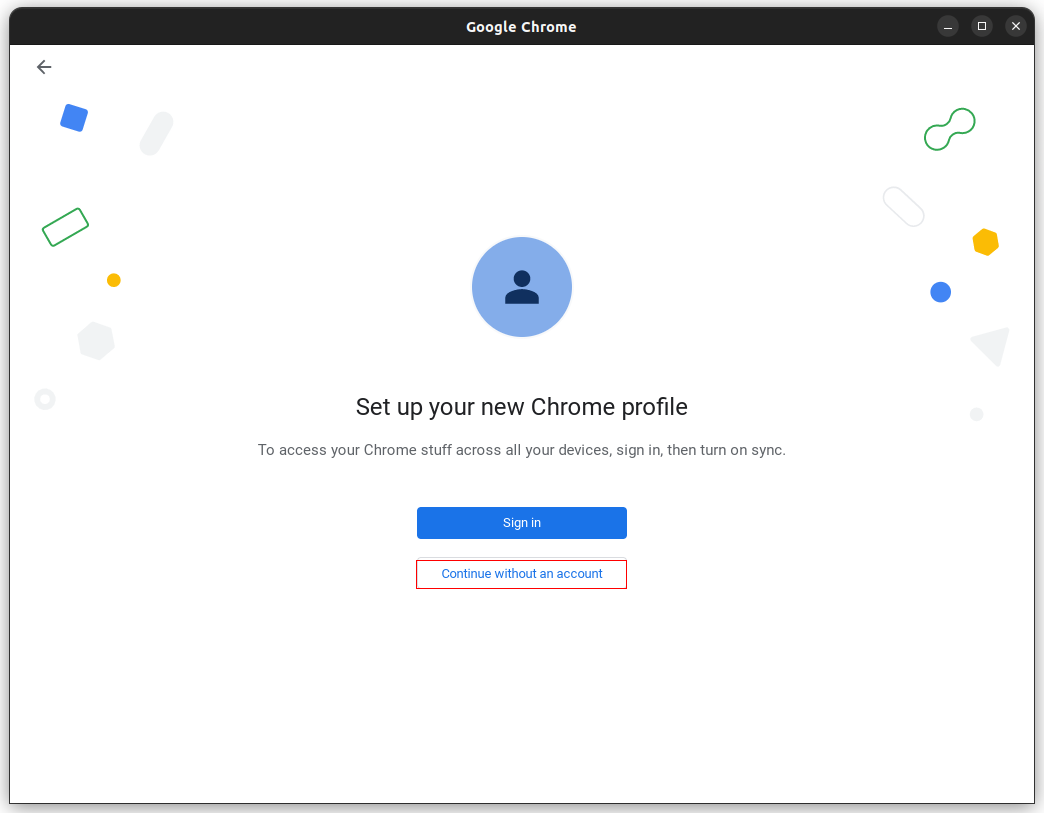 Google Chrome
Set up your new Chrome profile
To access your Chrome stuff across all your devices, sign in, then turn on sync.
Sign in
Continue without an account